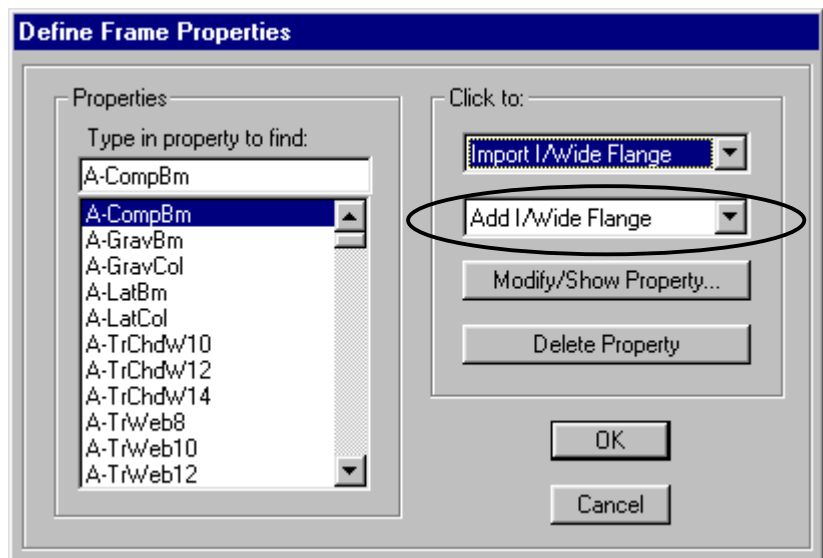 Define Frame Properties
Properties
Type in property to find:
A-CompBm
A-CompBm
A-GravBm
A-GravCol
A-LatBm
A-LatCol
A-TrChdW10
A-TrChdW12
A-TrChdW14
A-TrWeb8
A-TrWeb10
A-TrWeb12
Click to:
Import I/Wide Flange
Add I/Wide Flange
Modify/Show Property...
Delete Property
OK
Cancel